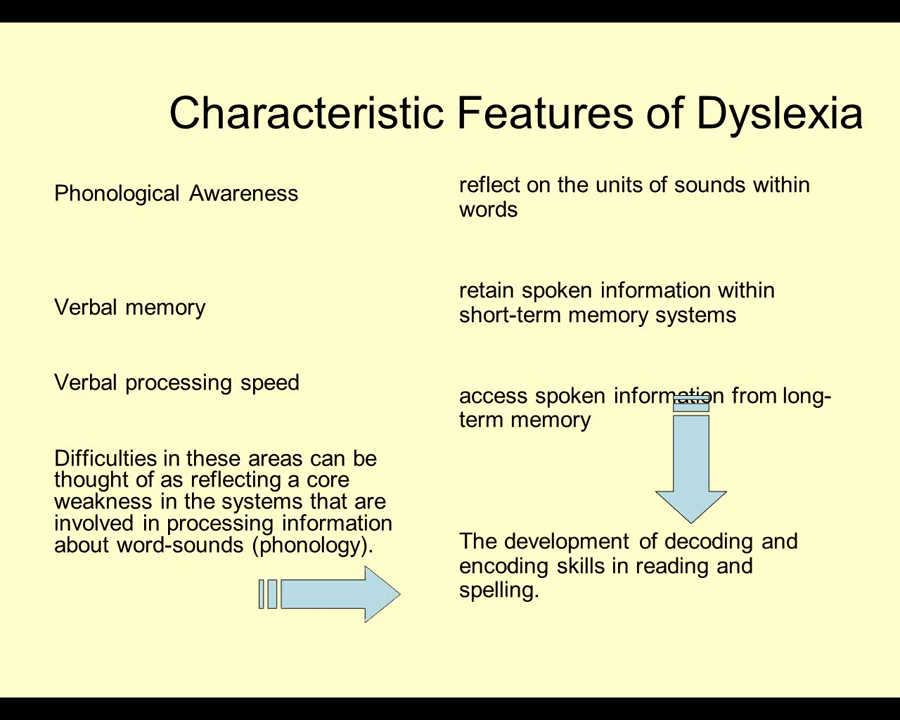 Characteristic Features of Dyslexia
Phonological Awareness
reflect on the units of sounds within
words
Verbal memory
retain spoken information within
short-term memory systems
Verbal processing speed
access spoken information from long-
term memory
Difficulties in these areas can be
thought of as reflecting a core
weakness in the systems that are
involved in processing information
about word-sounds (phonology).
The development of decoding and
encoding skills in reading and
spelling.